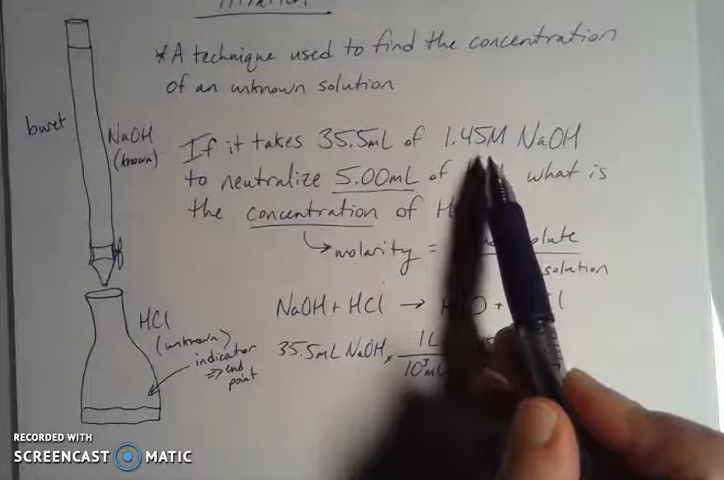 *A technique used to find the concentration
of an unknown solution
buret
NaOH
(known)
If it takes 35.5mL of 1.45M NaOH
to neutralize 5.00mL of what is
the concentration of
molarity =
solution
NaOH + HCl → +
HCl
(unknown)
indicator
⇒ end
point
35.5mL NaOH × 1L
10³mL
RECORDED WITH
SCREENCAST MATIC